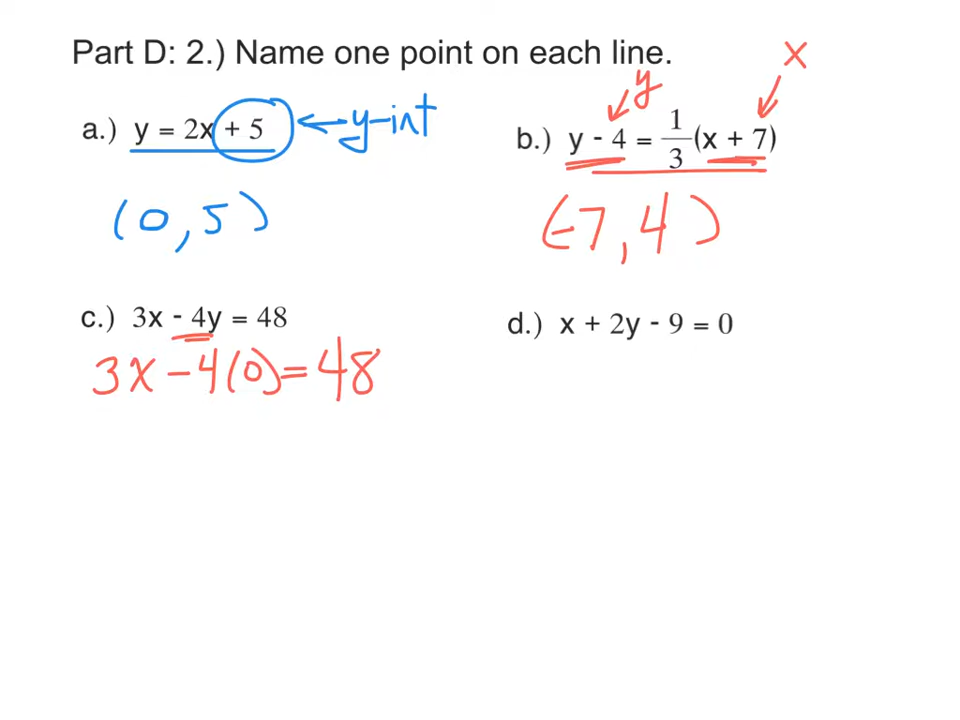 Part D: 2.) Name one point on each line.
a.) y = 2x + 5 ← y-int
(0, 5)
y x
b.) y - 4 = 1/3 (x + 7)
(-7, 4)
c.) 3x - 4y = 48
3x - 4(0) = 48
d.) x + 2y - 9 = 0